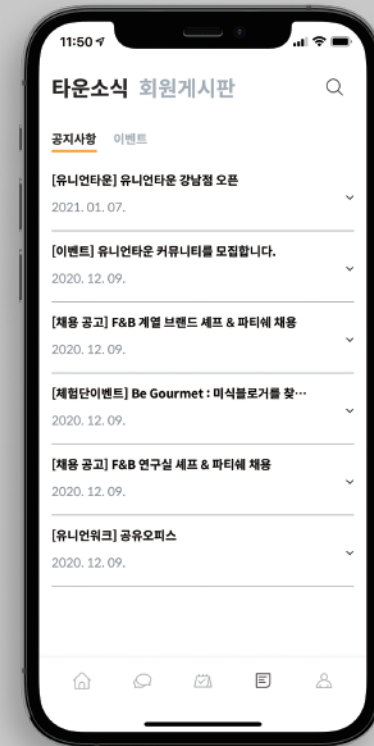 11:50
타운소식 회원게시판
공지사항 이벤트
[유니언타운] 유니언타운 강남점 오픈
2021. 01. 07.
[이벤트] 유니언타운 커뮤니티를 모집합니다.
2020. 12. 09.
[채용 공고] F&B 계열 브랜드 셰프 & 파티쉐 채용
2020. 12. 09.
[체험단이벤트] Be Gourmet : 미식블로거를 찾…
2020. 12. 09.
[채용 공고] F&B 연구실 셰프 & 파티쉐 채용
2020. 12. 09.
[유니언워크] 공유오피스
2020. 12. 09.